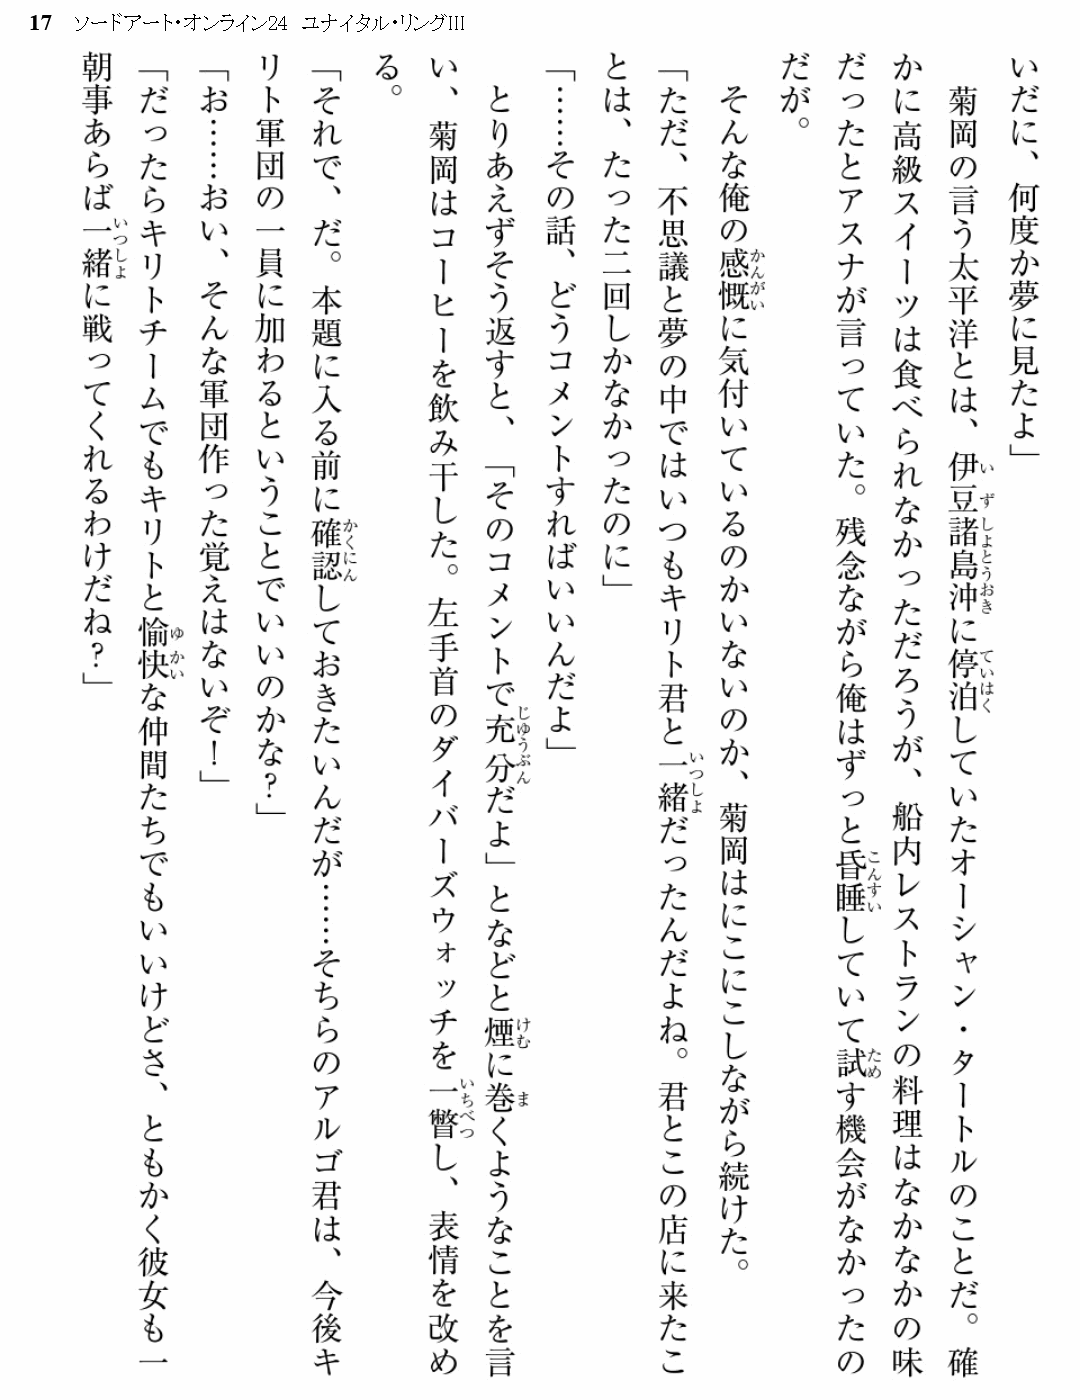 17 ソードアート・オンライン24 ユナイタル・リングIII
いだに、何度か夢に見たよ」
菊岡の言う太平洋とは、伊豆諸島沖に停泊していたオーシャン・タートルのことだ。確
かに高級スイーツは食べられなかっただろうが、船内レストランの料理はなかなかの味
だったとアスナが言っていた。残念ながら俺はずっと昏睡していて試す機会がなかったの
だが。
そんな俺の感慨に気付いているのかいないのか、菊岡はにこにこしながら続けた。
「ただ、不思議と夢の中ではいつもキリト君と一緒だったんだよね。君とこの店に来たこ
とは、たった二回しかなかったのに」
「……その話、どうコメントすればいいんだよ」
とりあえずそう返すと、「そのコメントで充分だよ」となどと煙に巻くようなことを言
い、菊岡はコーヒーを飲み干した。左手首のダイバーズウォッチを一瞥し、表情を改め
る。
「それで、だ。本題に入る前に確認しておきたいんだが……そちらのアルゴ君は、今後キ
リト軍団の一員に加わるということでいいのかな?」
「お……おい、そんな軍団作った覚えはないぞ!」
「だったらキリトチームでもキリトと愉快な仲間たちでもいいけどさ、ともかく彼女も一
朝事あらば一緒に戦ってくれるわけだね?」